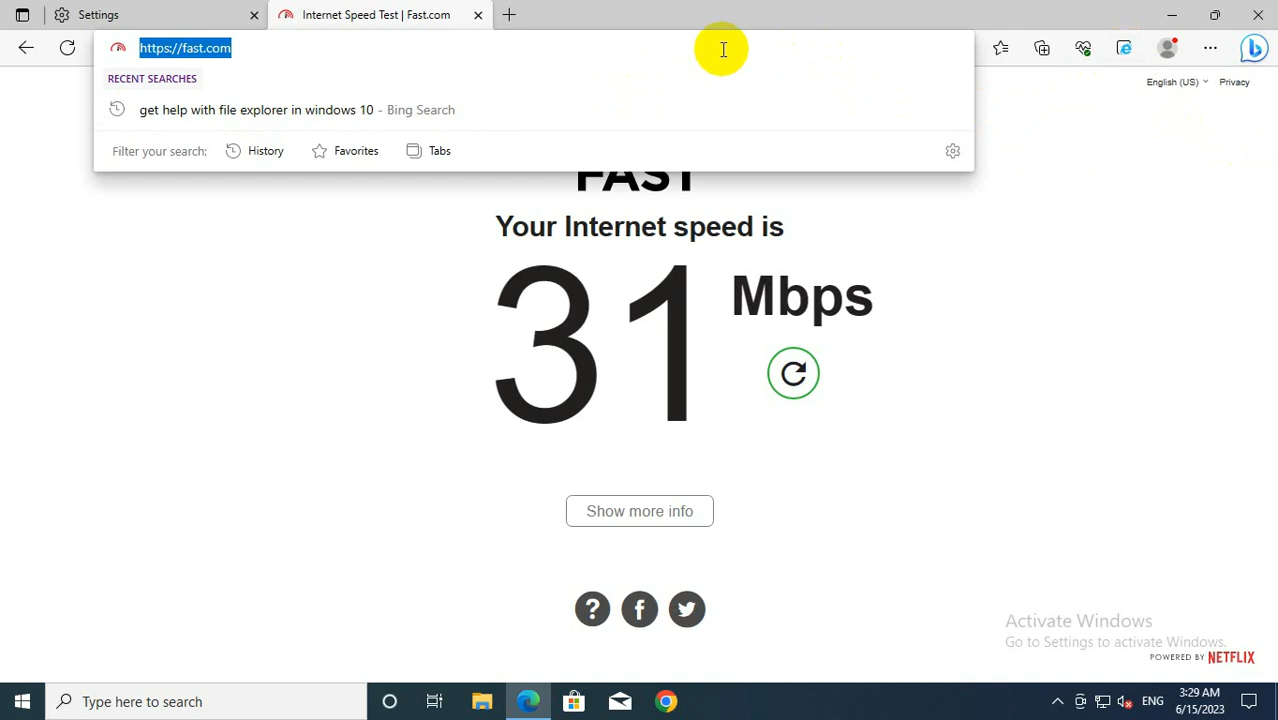 Settings
Internet Speed Test | Fast.com
https://fast.com
RECENT SEARCHES
get help with file explorer in windows 10 - Bing Search
Filter your search: History Favorites Tabs
English (US) Privacy
FAST
Your Internet speed is
31 Mbps
Show more info
Activate Windows
Go to Settings to activate Windows.
POWERED BY NETFLIX
Type here to search
ENG
3:29 AM
6/15/2023